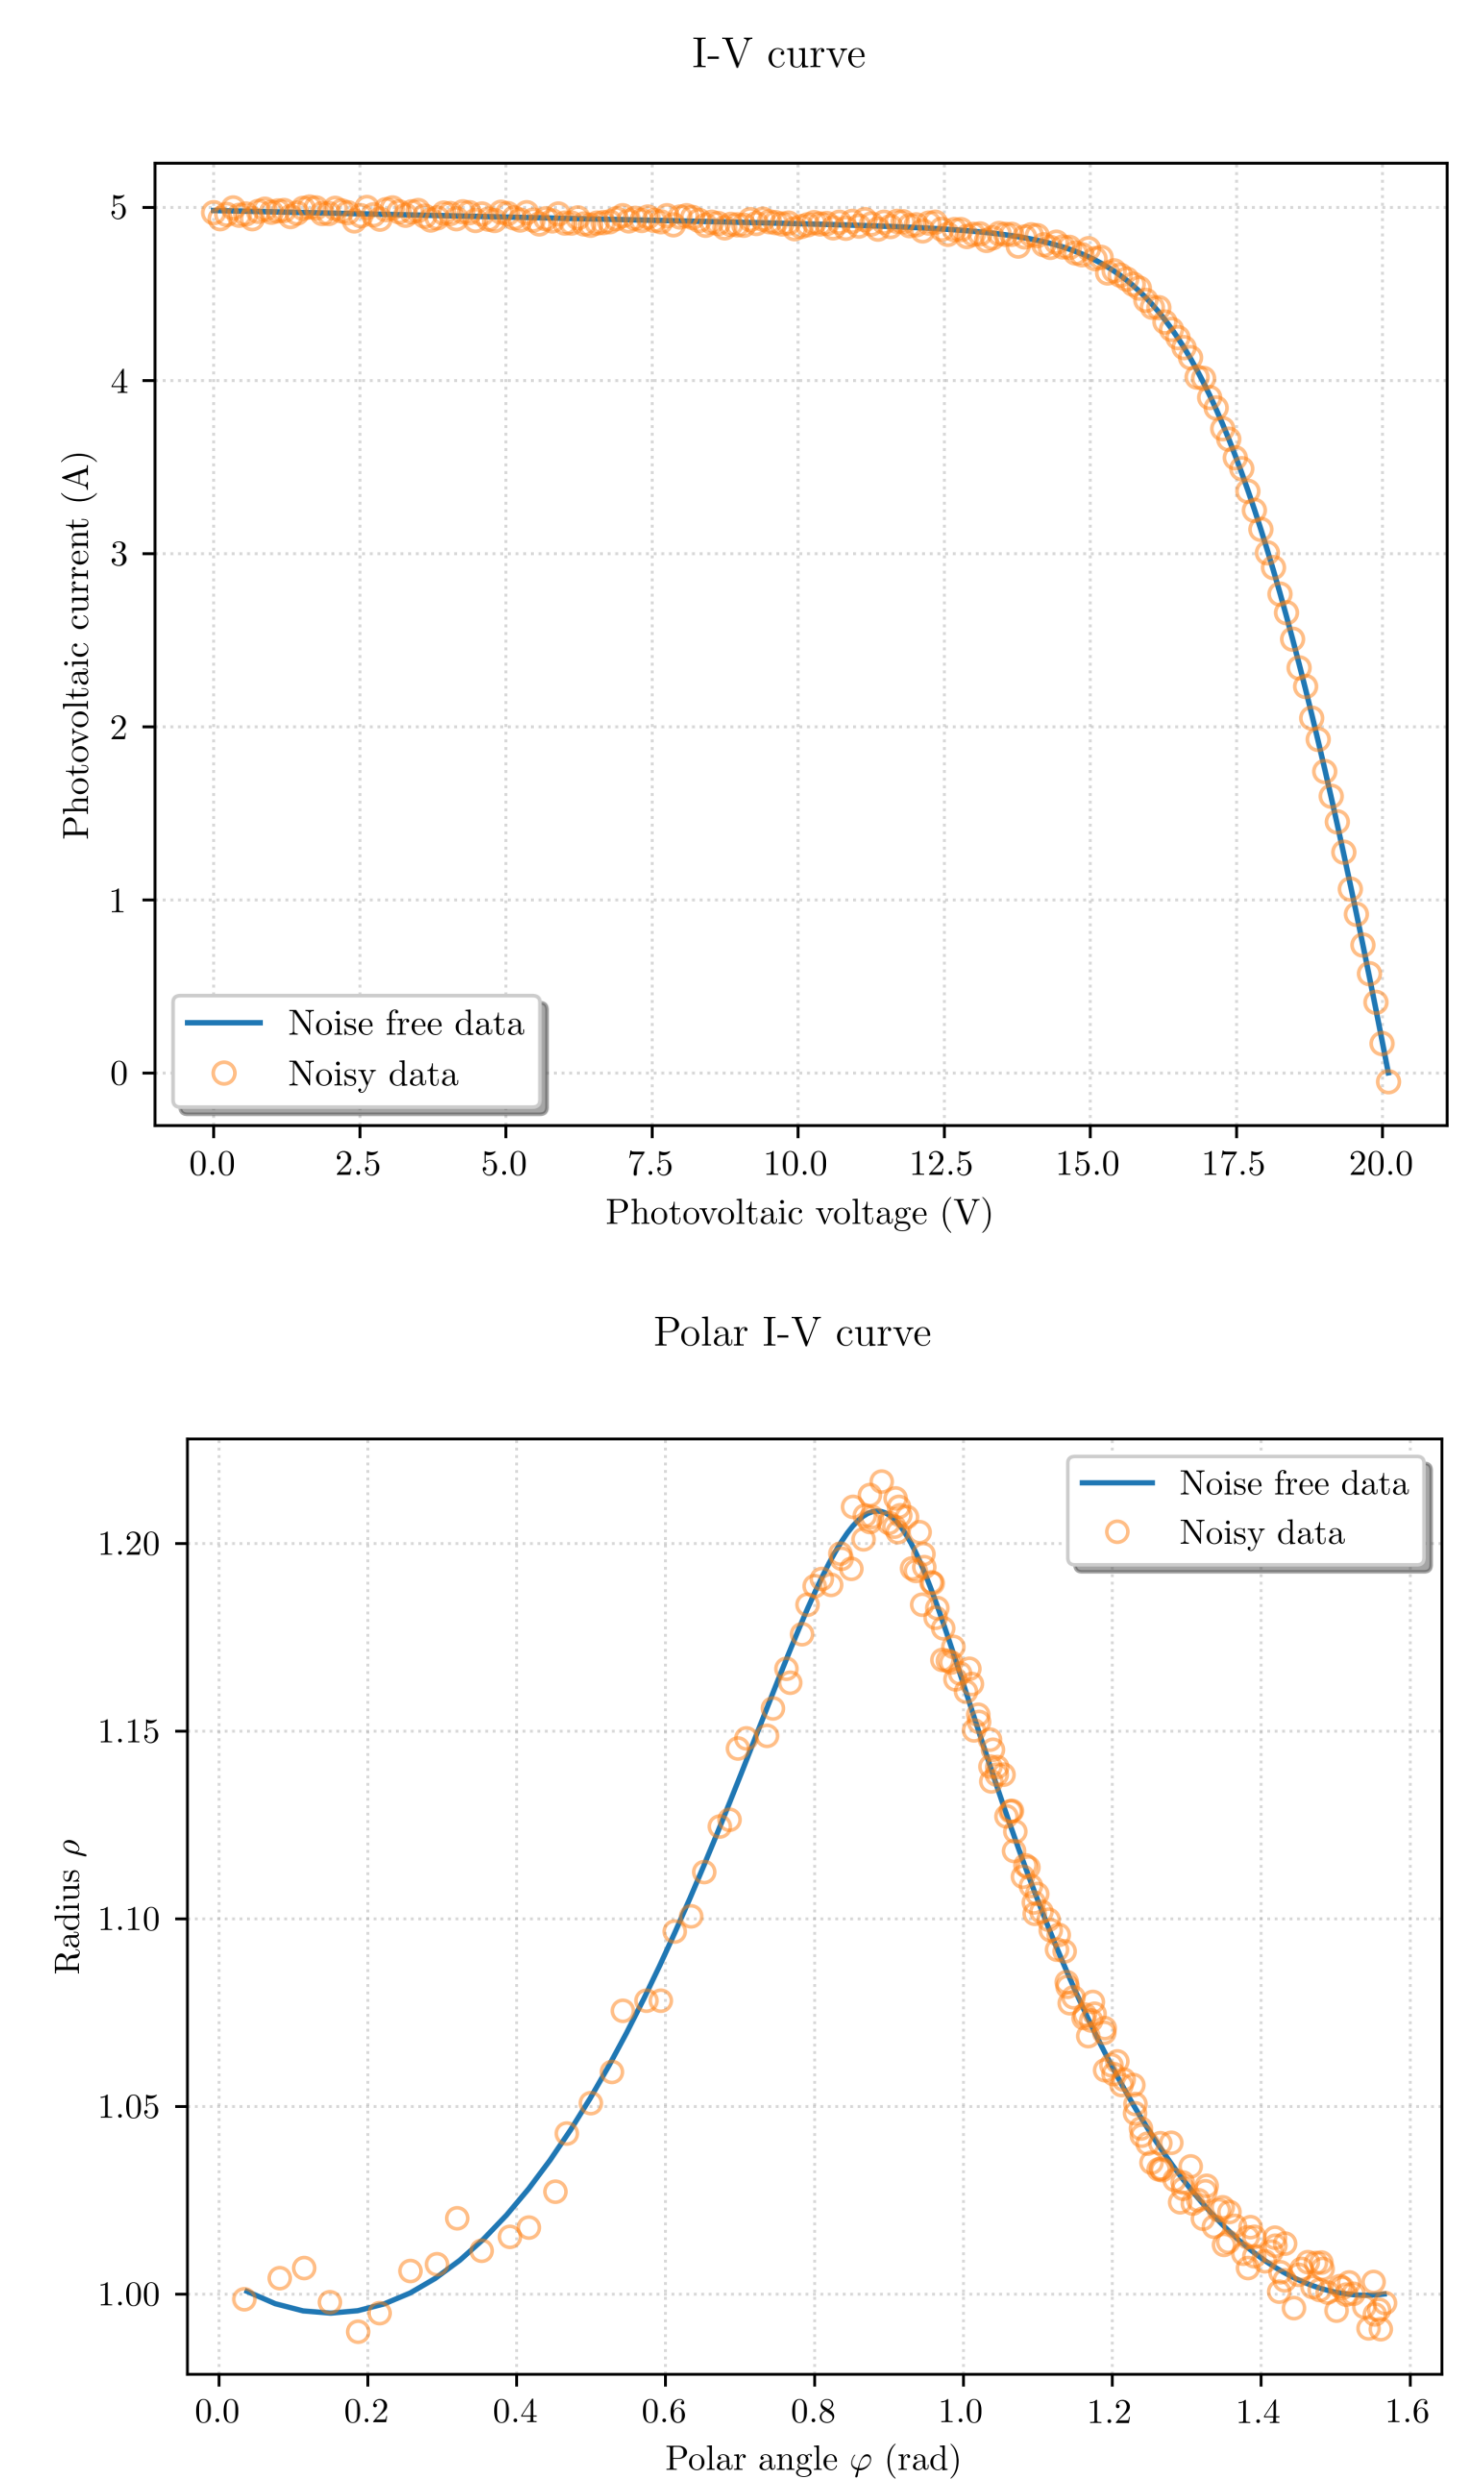 I-V curve
5
4
3
2
1
0
Photovoltaic current (A)
Noise free data
Noisy data
0.0 2.5 5.0 7.5 10.0 12.5 15.0 17.5 20.0
Photovoltaic voltage (V)
Polar I-V curve
Noise free data
Noisy data
1.20
1.15
1.10
1.05
1.00
Radius ρ
0.0 0.2 0.4 0.6 0.8 1.0 1.2 1.4 1.6
Polar angle φ (rad)